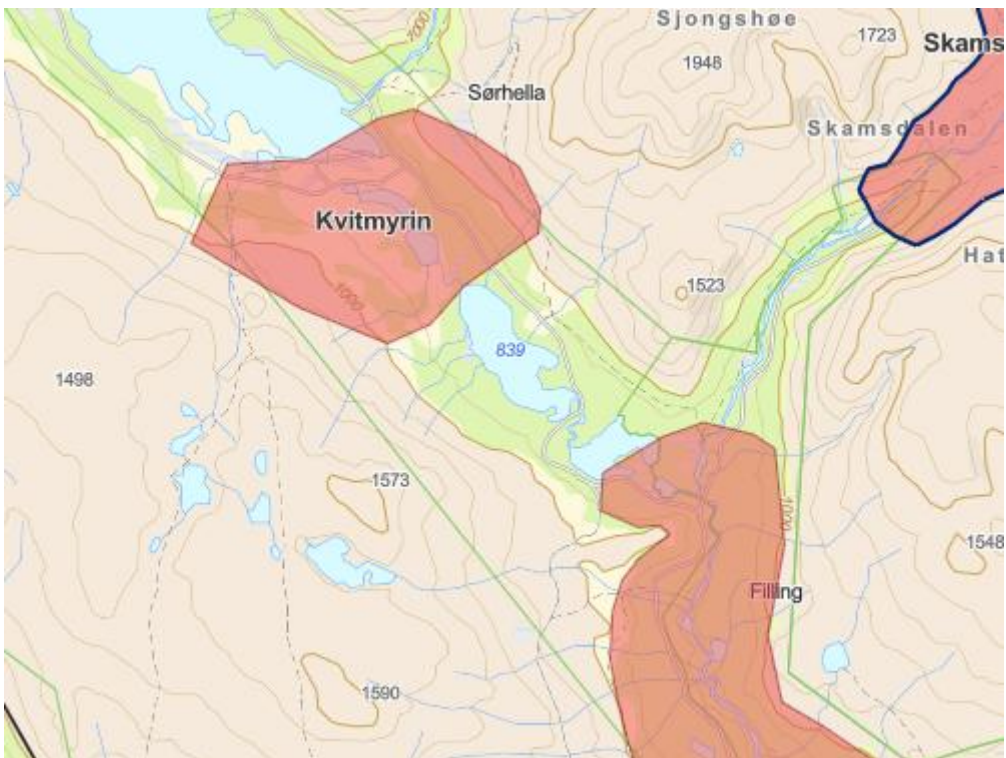 Sjongshøe
1723
Skams
1000
1948
Sørhella
Skamsdalen
Kvitmyrin
Hat
1523
1000
839
1498
1573
1000
1548
Filling
1590